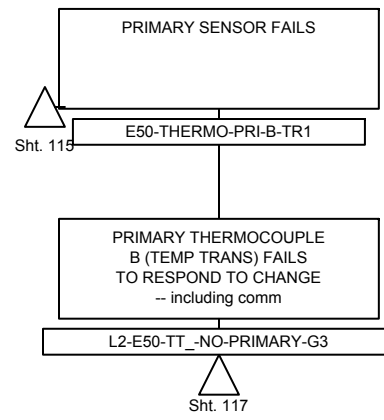 PRIMARY SENSOR FAILS
E50-THERMO-PRI-B-TR1
Sht. 115
PRIMARY THERMOCOUPLE
B (TEMP TRANS) FAILS
TO RESPOND TO CHANGE
-- including comm
L2-E50-TT_-NO-PRIMARY-G3
Sht. 117